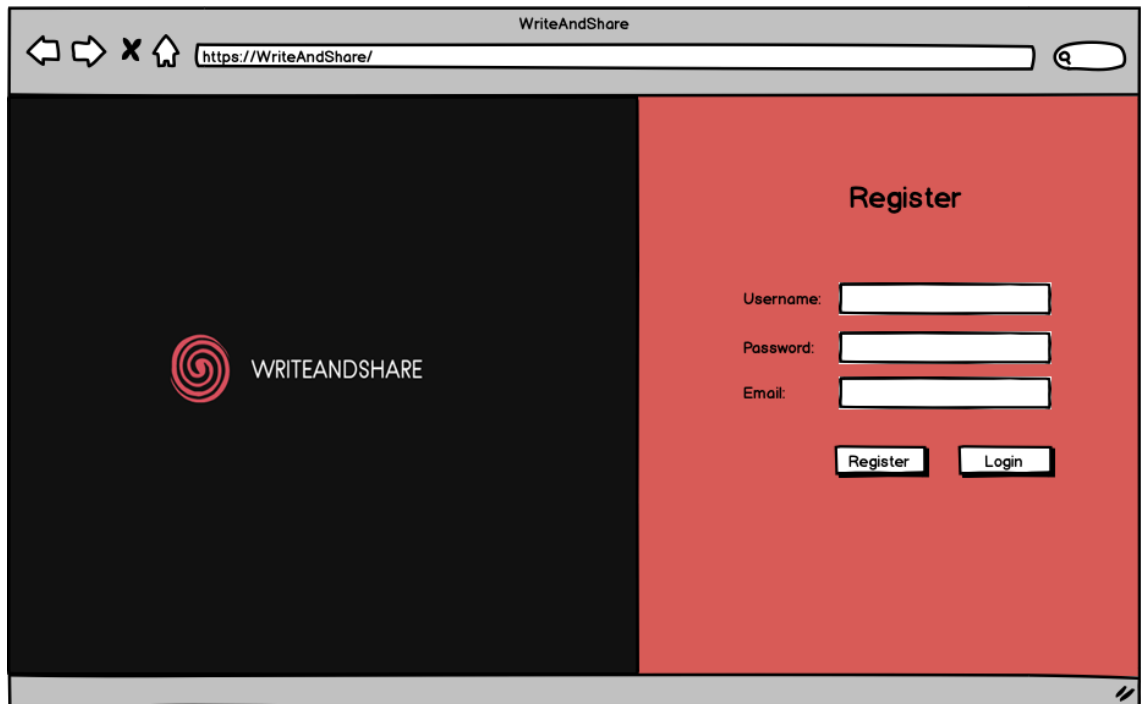 WriteAndShare
https://WriteAndShare/
Register
Username:
Password:
Email:
Register Login
WRITEANDSHARE